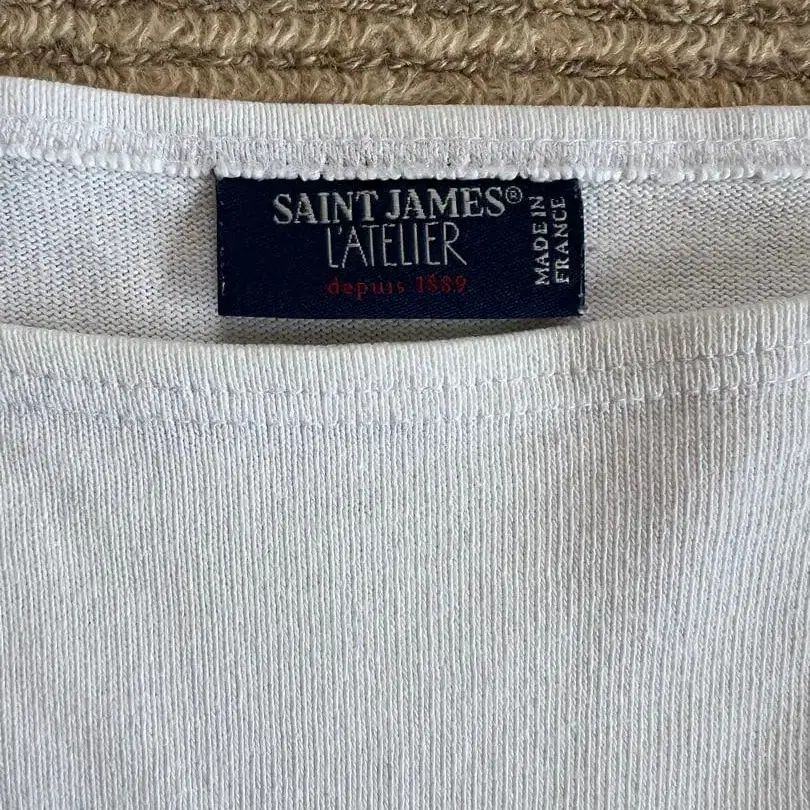 SAINT JAMES®
L'ATELIER
depuis 1889
MADE IN
FRANCE